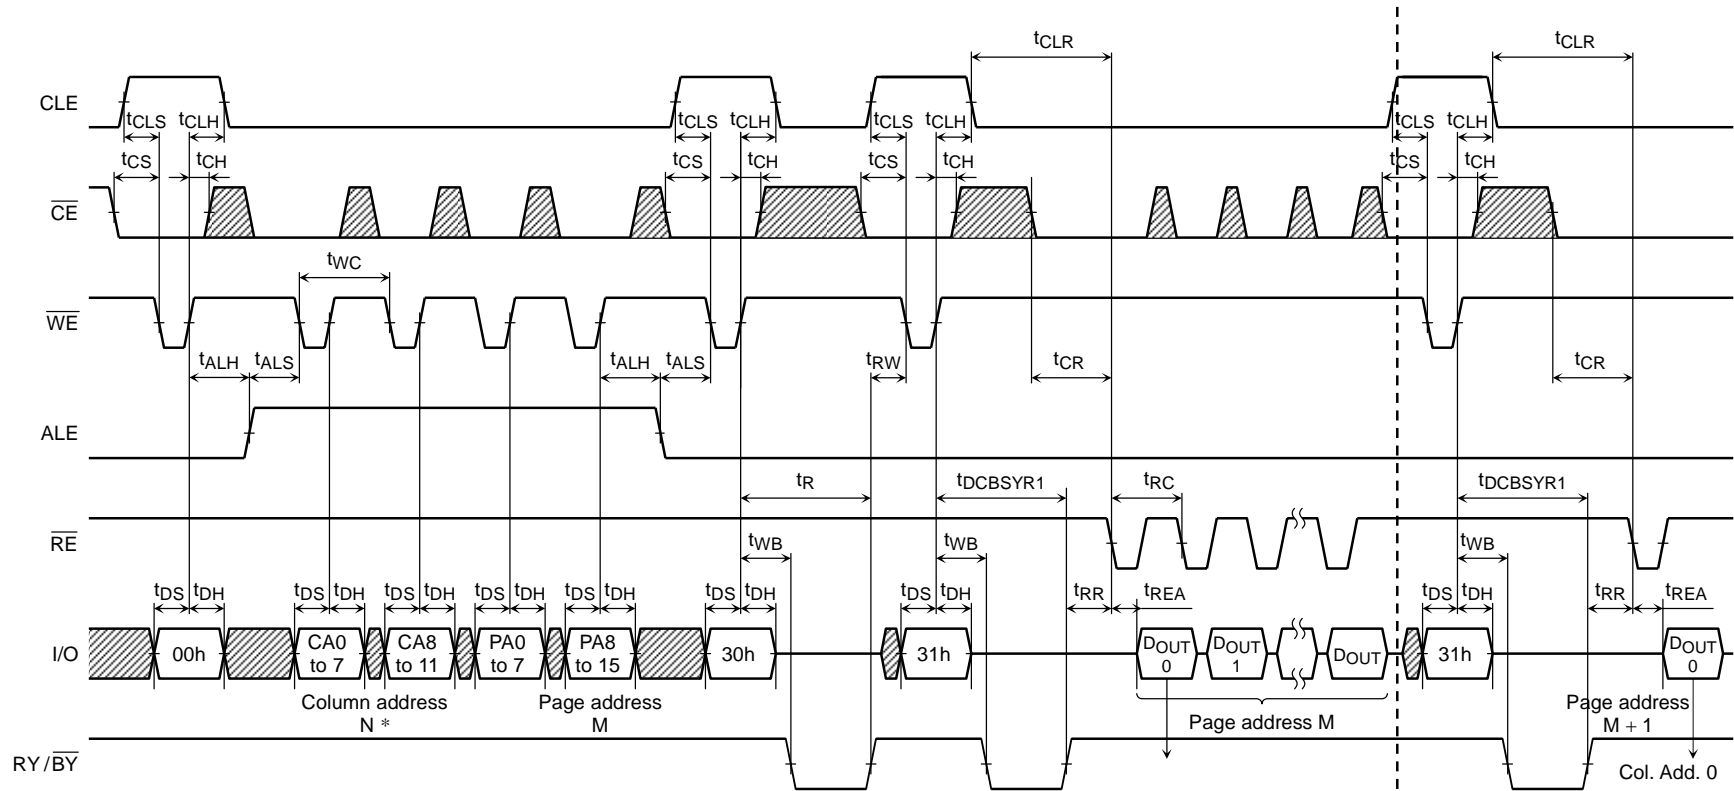 tCLR tCLR
CLE
tCLS tCLH tCLS tCLH tCLS tCLH tCLS tCLH
tCS tCH tCS tCH tCS tCH tCS tCH
CE
tWC
WE
tALH tALS tALH tALS tRW tCR tCR
ALE
tR tDCBSYR1 tRC tDCBSYR1
RE
tWB tWB tWB
tDS tDH tDS tDH tDS tDH tDS tDH tDS tDH tDS tDH tDS tDH tRR tREA tDS tDH tRR tREA
I/O
00h
CA0
to 7
CA8
to 11
PA0
to 7
PA8
to 15
30h
31h
DOUT
0
DOUT
1
DOUT
31h
DOUT
0
Column address
N *
Page address
M
Page address M
Page address
M + 1
RY/BY
Col. Add. 0